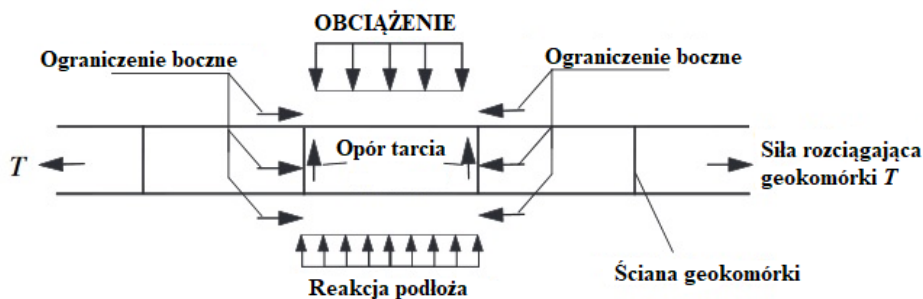 OBCIĄŻENIE
Ograniczenie boczne
Ograniczenie boczne
Opór tarcia
T
Siła rozciągająca
geokomórki T
Ściana geokomórki
Reakcja podłoża